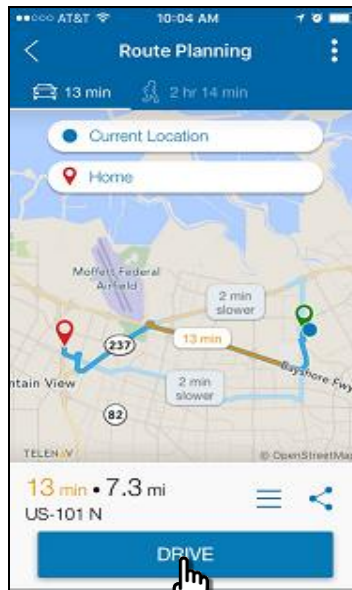 AT&T 10:04 AM
Route Planning
13 min 2 hr 14 min
Current Location
Home
Moffett Federal
Airfield
2 min
slower
237
13 min
Bayshore Fwy
ntain View
2 min
slower
82
TELENAV © OpenStreetMap
13 min • 7.3 mi
US-101 N
DRIVE